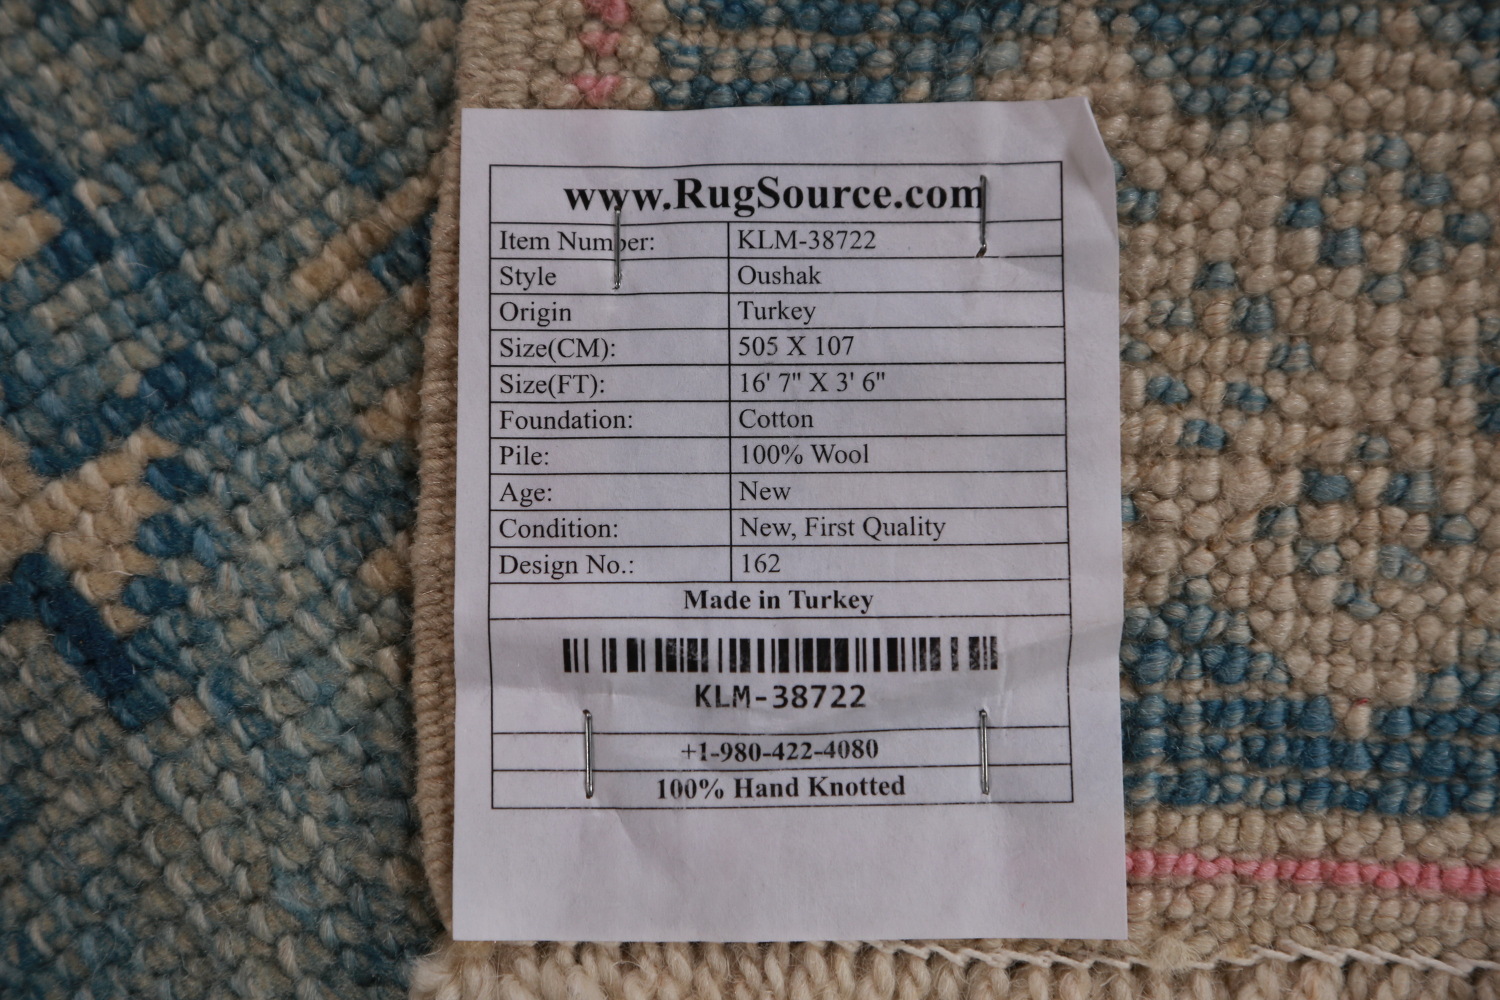 www.RugSource.com
Item Number: KLM-38722
Style Oushak
Origin Turkey
Size(CM): 505 X 107
Size(FT): 16' 7" X 3' 6"
Foundation: Cotton
Pile: 100% Wool
Age: New
Condition: New, First Quality
Design No.: 162
Made in Turkey
KLM-38722
+1-980-422-4080
100% Hand Knotted